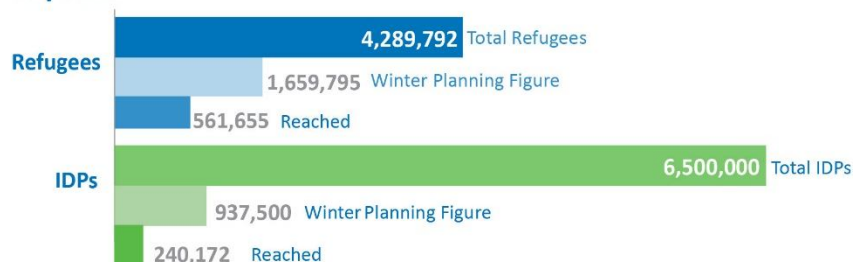 Refugees
4,289,792 Total Refugees
1,659,795 Winter Planning Figure
561,655 Reached
IDPs
6,500,000 Total IDPs
937,500 Winter Planning Figure
240,172 Reached